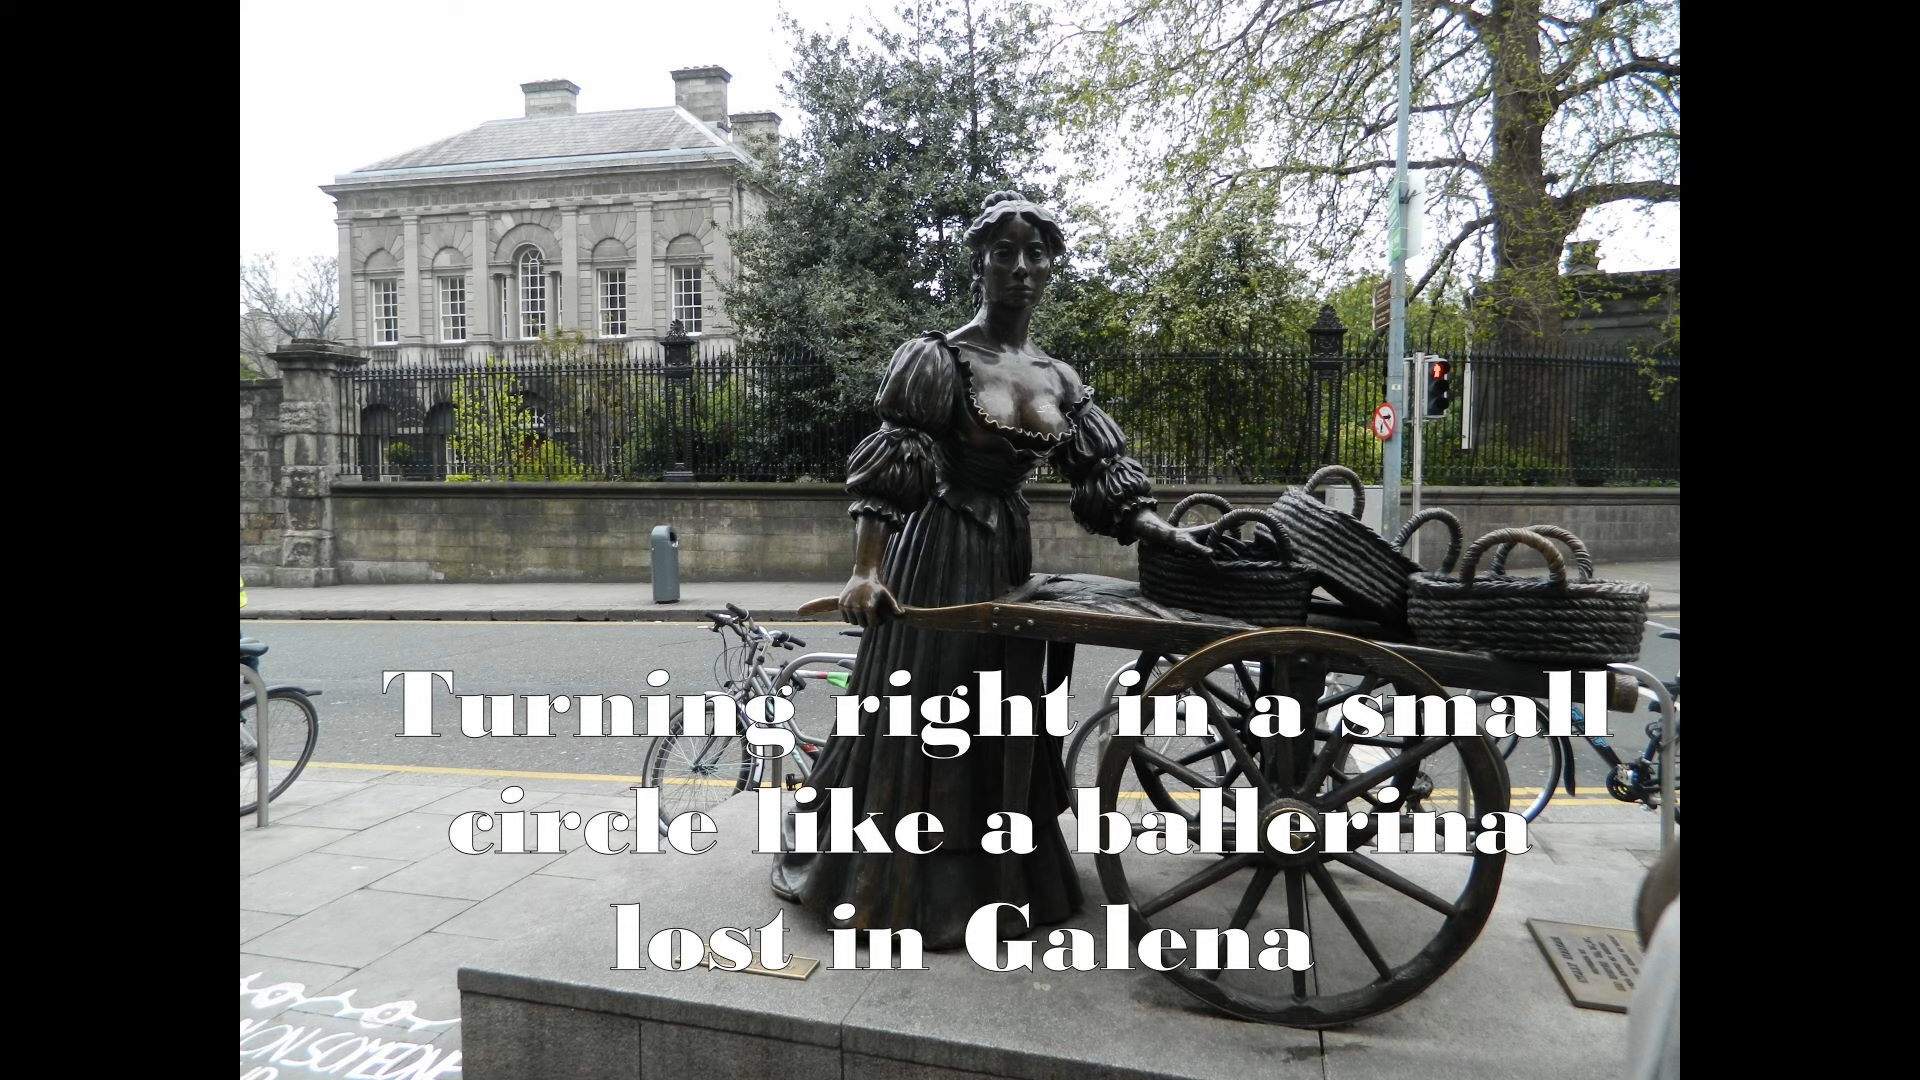 Turning right in a small
circle like a ballerina
lost in Galena